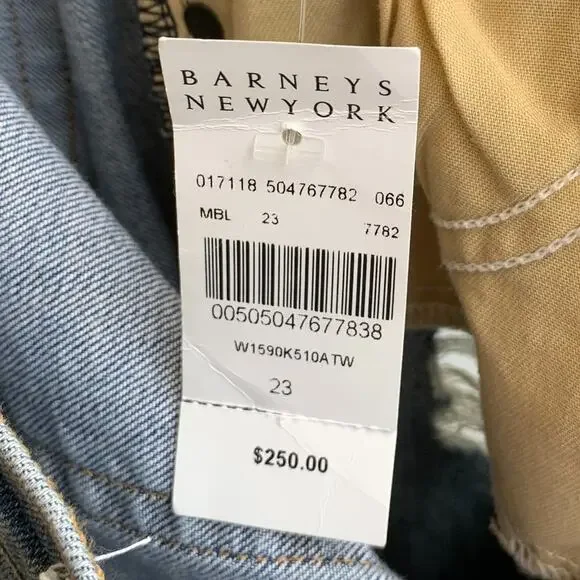 BARNEYS
NEWYORK
017118 504767782 066
MBL 23 7782
00505047677838
W1590K510ATW
23
$250.00